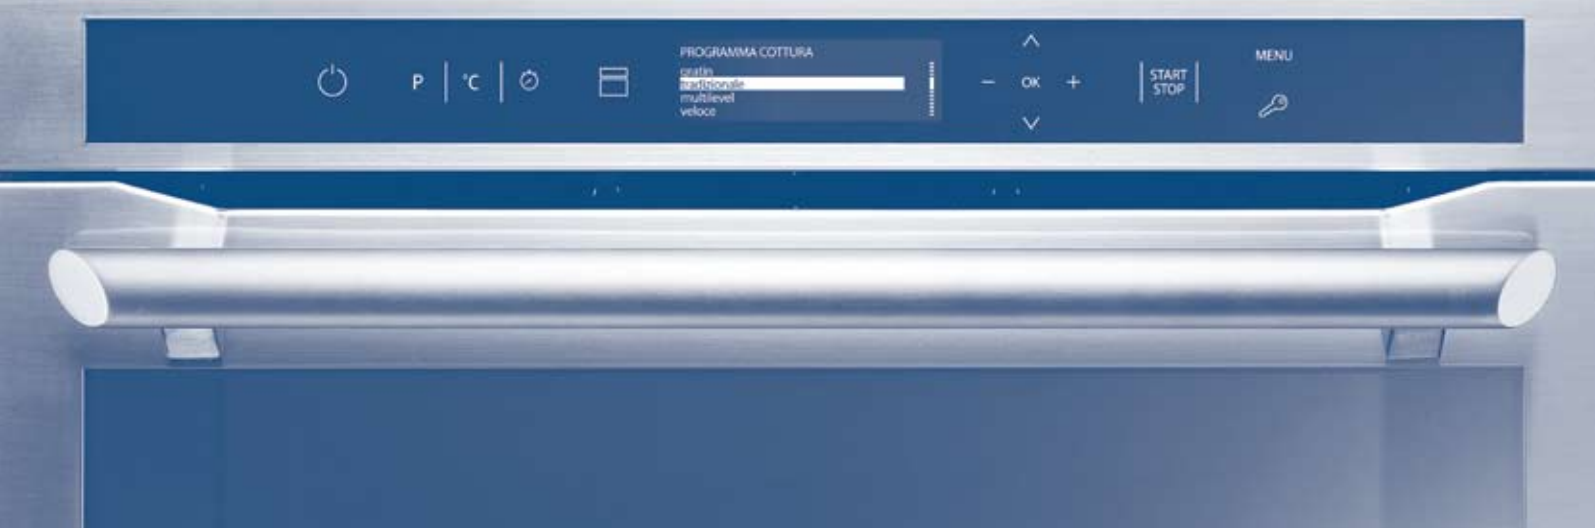 P
°C
PROGRAMMA COTTURA
gratin
tradizionale
multilevel
veloce
−
OK
+
START
STOP
MENU